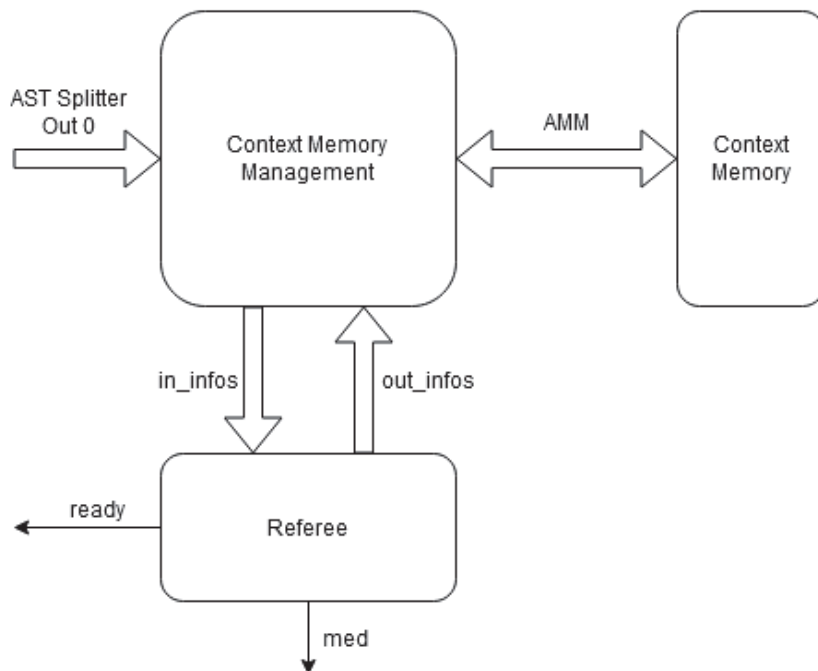 AST Splitter
Out 0
Context Memory
Management
AMM
Context
Memory
in_infos
out_infos
ready
Referee
med